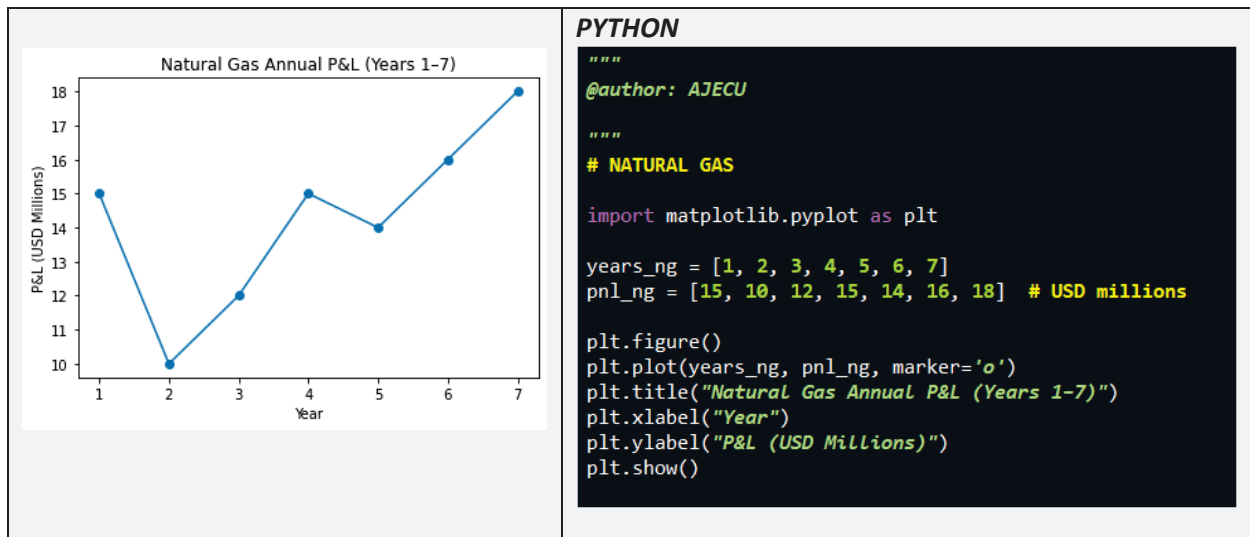 Natural Gas Annual P&L (Years 1–7)
18
17
16
15
14
13
12
11
10
P&L (USD Millions)
1 2 3 4 5 6 7
Year
PYTHON
"""
@author: AJECU
"""
# NATURAL GAS
import matplotlib.pyplot as plt
years_ng = [1, 2, 3, 4, 5, 6, 7]
pnl_ng = [15, 10, 12, 15, 14, 16, 18]  # USD millions
plt.figure()
plt.plot(years_ng, pnl_ng, marker='o')
plt.title("Natural Gas Annual P&L (Years 1–7)")
plt.xlabel("Year")
plt.ylabel("P&L (USD Millions)")
plt.show()